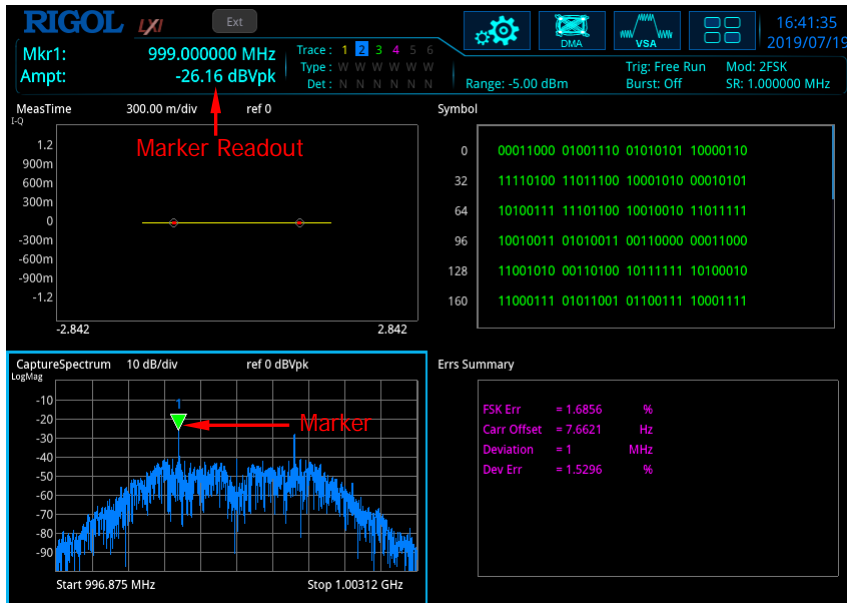 RIGOL LXI Ext
16:41:35
2019/07/19
DMA
VSA
Mkr1: 999.000000 MHz
Ampt: -26.16 dBVpk
Trace: 1 2 3 4 5 6
Type: W W W W W W
Det: N N N N N N
Range: -5.00 dBm
Trig: Free Run Mod: 2FSK
Burst: Off SR: 1.000000 MHz
MeasTime 300.00 m/div ref 0
I-Q
Marker Readout
1.2
900m
600m
300m
0
-300m
-600m
-900m
-1.2
-2.842 2.842
Symbol
0 00011000 01001110 01010101 10000110
32 11110100 11011100 10001010 00010101
64 10100111 11101100 10010010 11011111
96 10010011 01010011 00110000 00011000
128 11001010 00110100 10111111 10100010
160 11000111 01011001 01100111 10001111
CaptureSpectrum 10 dB/div ref 0 dBVpk
LogMag
1
Marker
-10
-20
-30
-40
-50
-60
-70
-80
-90
Start 996.875 MHz Stop 1.00312 GHz
Errs Summary
FSK Err = 1.6856 %
Carr Offset = 7.6621 Hz
Deviation = 1 MHz
Dev Err = 1.5296 %